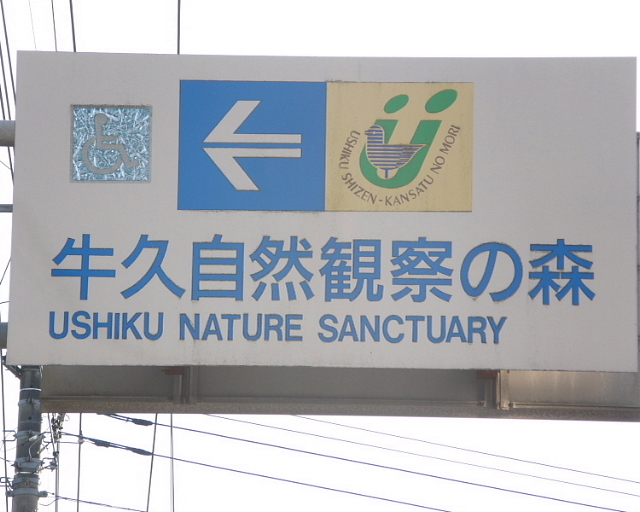 USHIKU SHIZEN-KANSATU NO MORI
牛久自然観察の森
USHIKU NATURE SANCTUARY